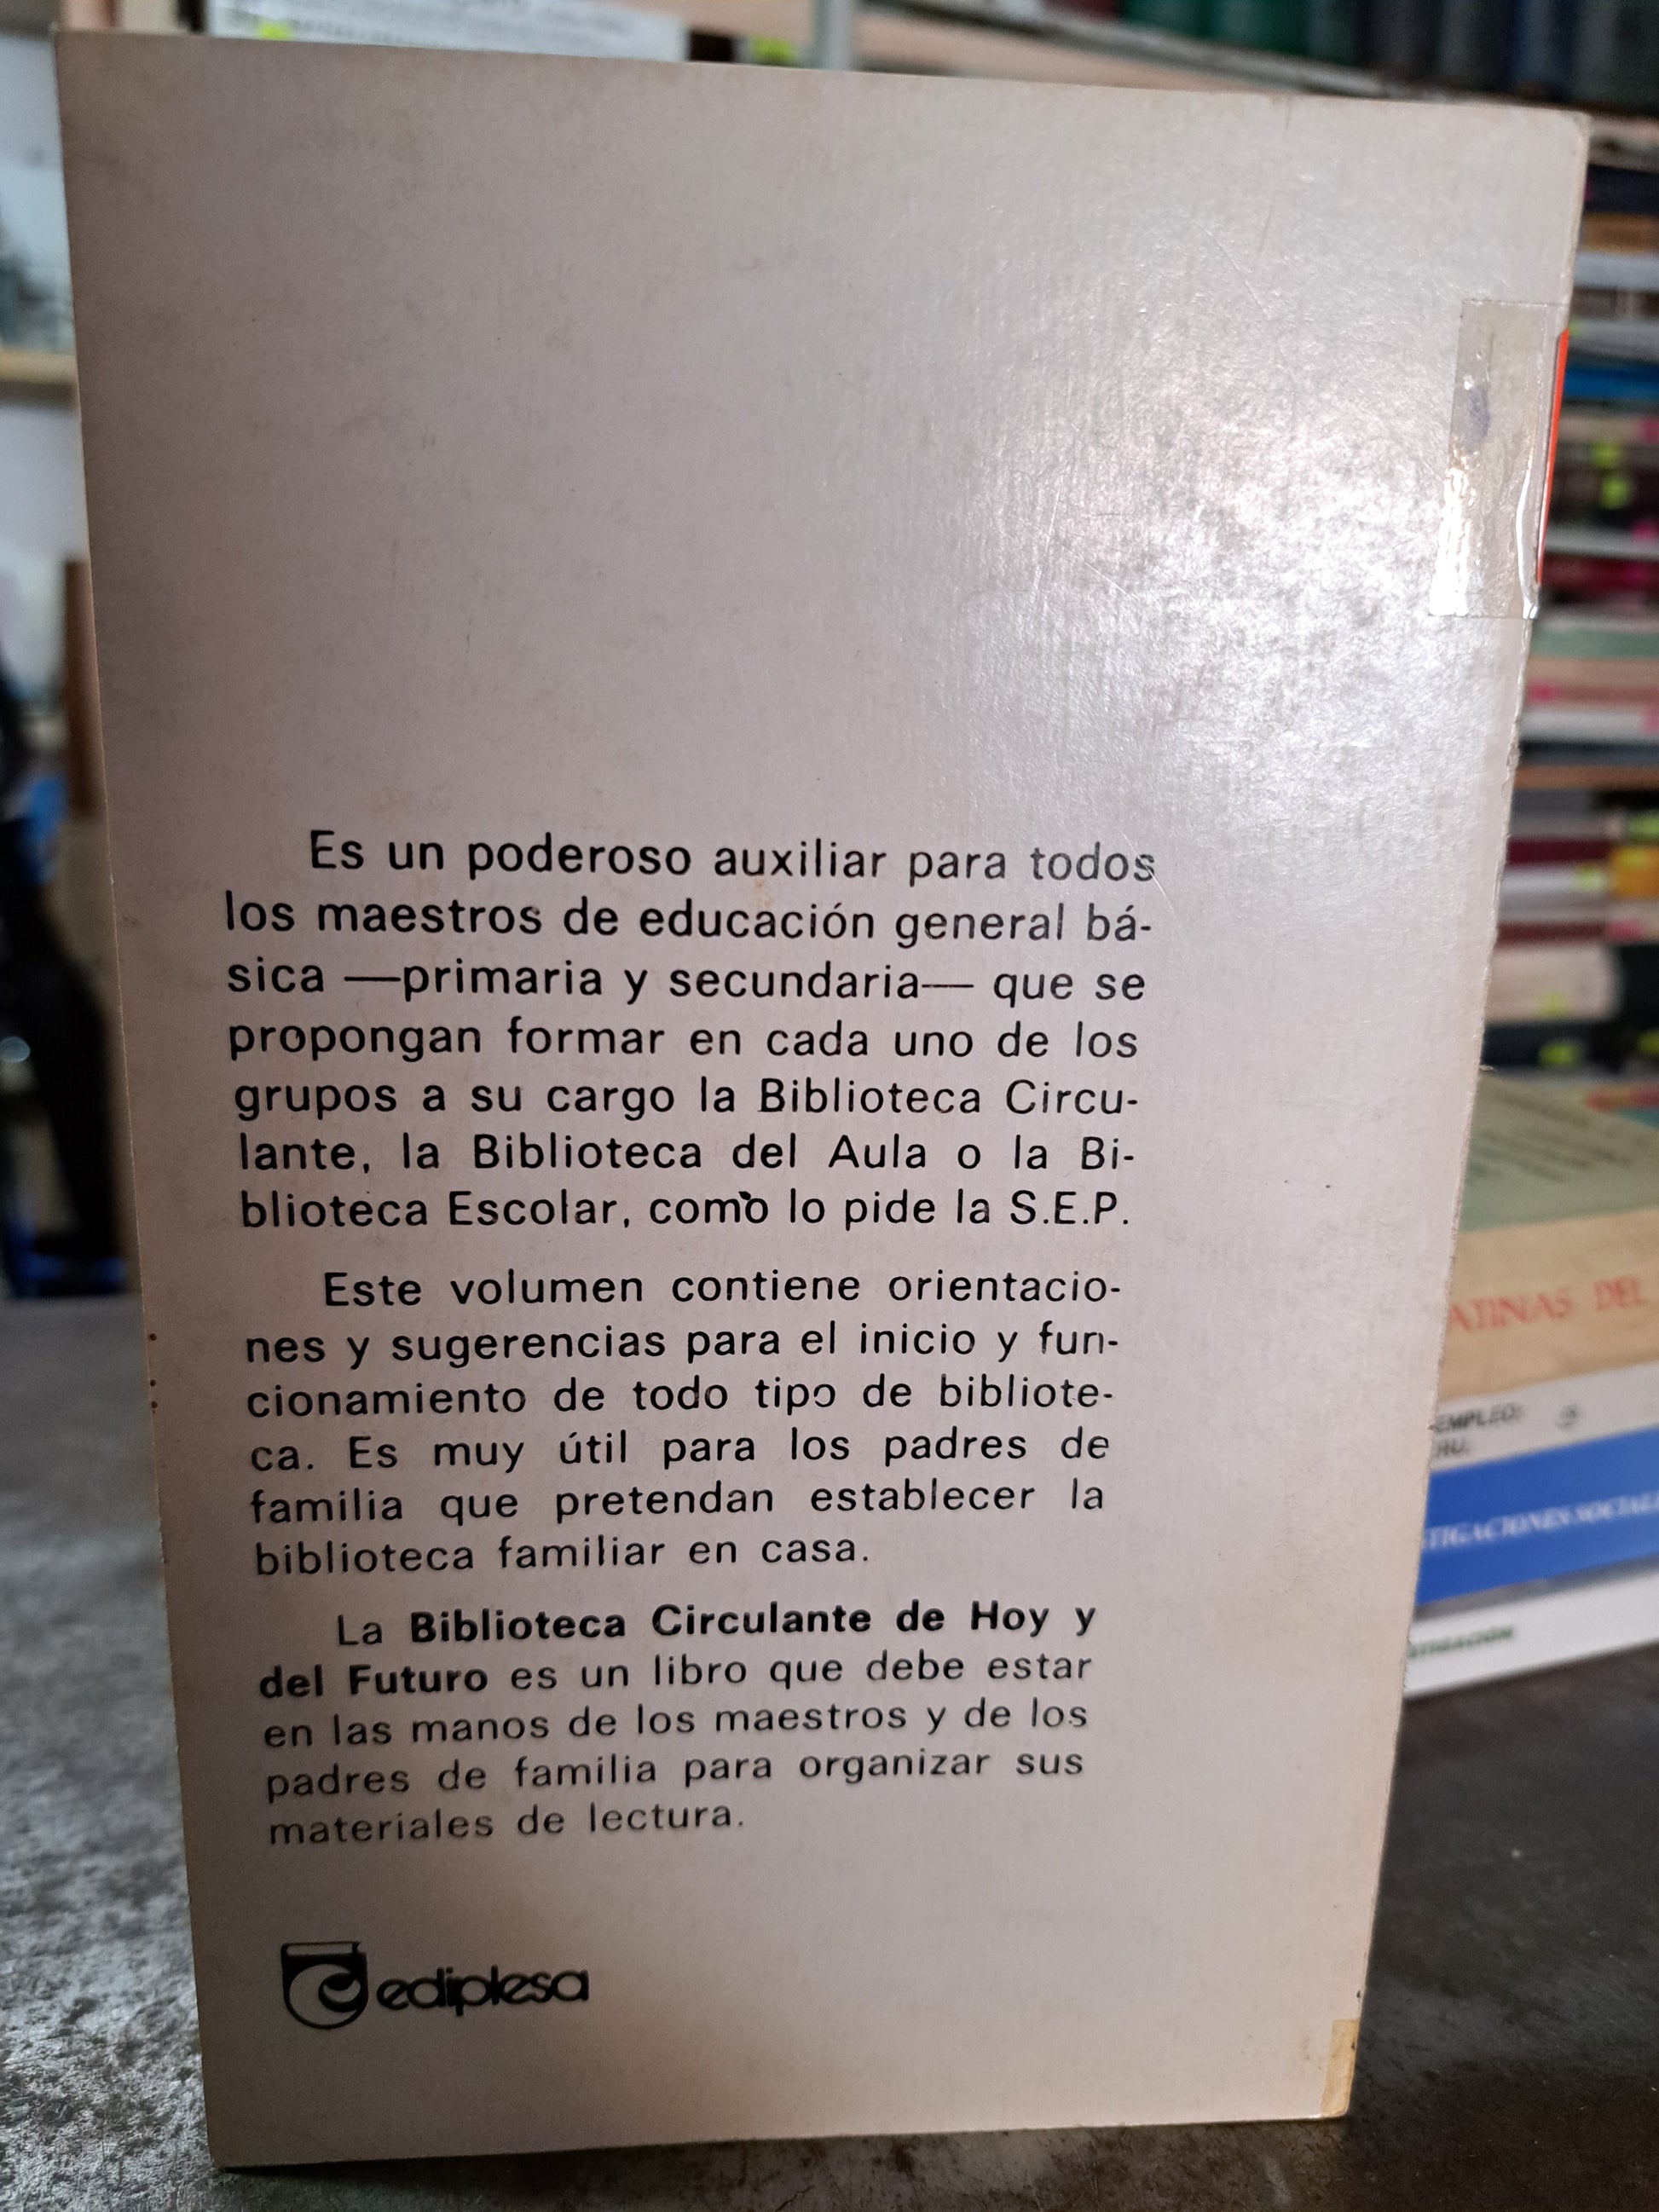 Es un poderoso auxiliar para todos
los maestros de educación general bá-
sica —primaria y secundaria— que se
propongan formar en cada uno de los
grupos a su cargo la Biblioteca Circu-
lante, la Biblioteca del Aula o la Bi-
blioteca Escolar, como lo pide la S.E.P.
Este volumen contiene orientacio-
nes y sugerencias para el inicio y fun-
cionamiento de todo tipo de bibliote-
ca. Es muy útil para los padres de
familia que pretendan establecer la
biblioteca familiar en casa.
La Biblioteca Circulante de Hoy y
del Futuro es un libro que debe estar
en las manos de los maestros y de los
padres de familia para organizar sus
materiales de lectura.
ediplesa
ATINAS DEL
EMPLEO:
TIGACIONES SOCIALE